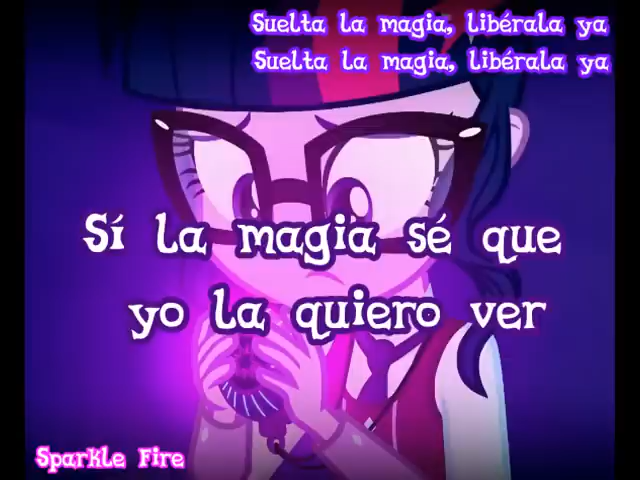 Suelta la magia, libérala ya
Suelta la magia, libérala ya
Sí la magia sé que
yo la quiero ver
Sparkle Fire